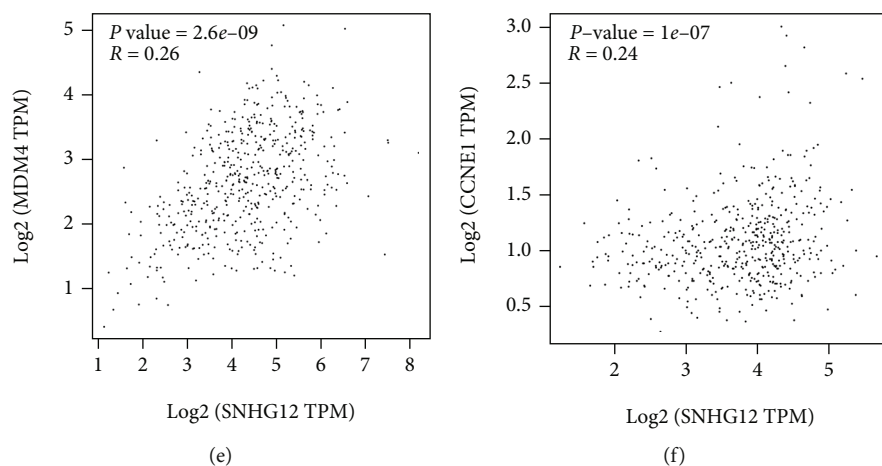 P value = 2.6e–09
R = 0.26
5
4
3
2
1
Log2 (MDM4 TPM)
1 2 3 4 5 6 7 8
Log2 (SNHG12 TPM)
(e)
P–value = 1e–07
R = 0.24
3.0
2.5
2.0
1.5
1.0
0.5
Log2 (CCNE1 TPM)
2 3 4 5
Log2 (SNHG12 TPM)
(f)